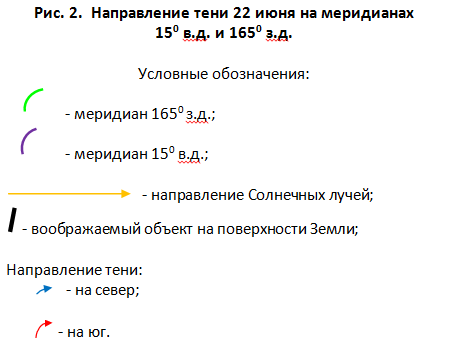 Рис. 2. Направление тени 22 июня на меридианах
15⁰ в.д. и 165⁰ з.д.
Условные обозначения:
- меридиан 165⁰ з.д.;
- меридиан 15⁰ в.д.;
- направление Солнечных лучей;
- воображаемый объект на поверхности Земли;
Направление тени:
- на север;
- на юг.